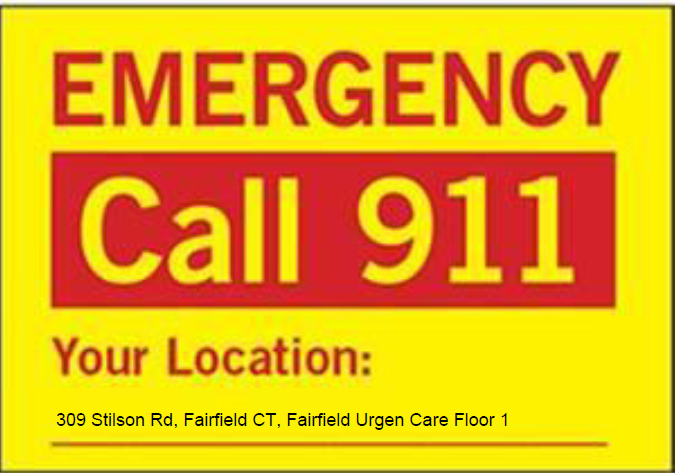 EMERGENCY
Call 911
Your Location:
309 Stilson Rd, Fairfield CT, Fairfield Urgen Care Floor 1